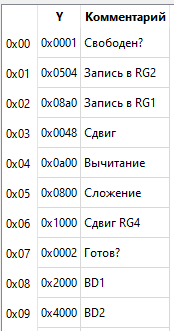 Y Комментарий
0x00 0x0001 Свободен?
0x01 0x0504 Запись в RG2
0x02 0x08a0 Запись в RG1
0x03 0x0048 Сдвиг
0x04 0x0a00 Вычитание
0x05 0x0800 Сложение
0x06 0x1000 Сдвиг RG4
0x07 0x0002 Готов?
0x08 0x2000 BD1
0x09 0x4000 BD2